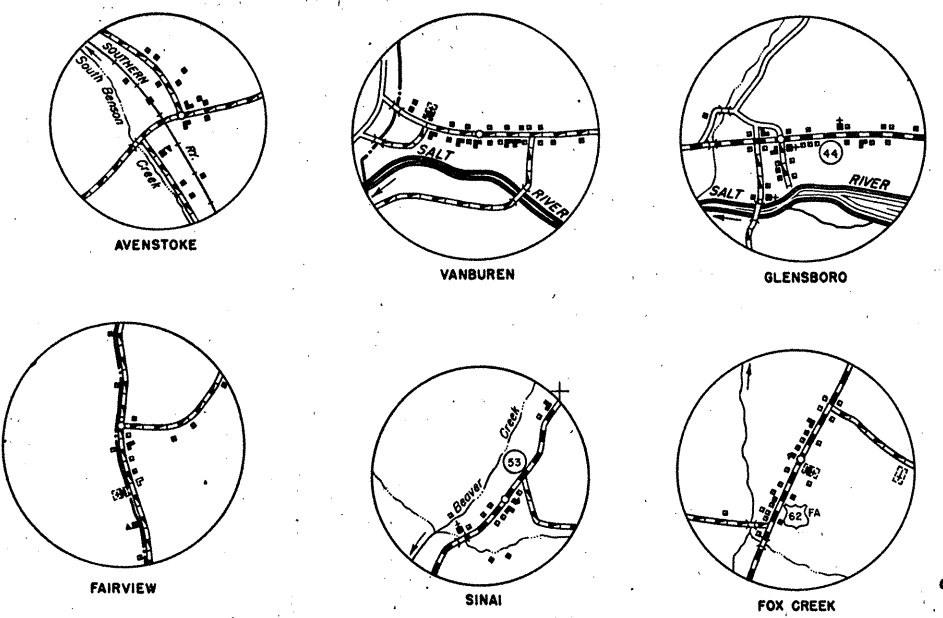 SOUTHERN
RY.
South Benson
Creek
AVENSTOKE
SALT
RIVER
VANBUREN
44
SALT
RIVER
GLENSBORO
FAIRVIEW
Creek
53
Beaver
SINAI
62
FA
FOX CREEK